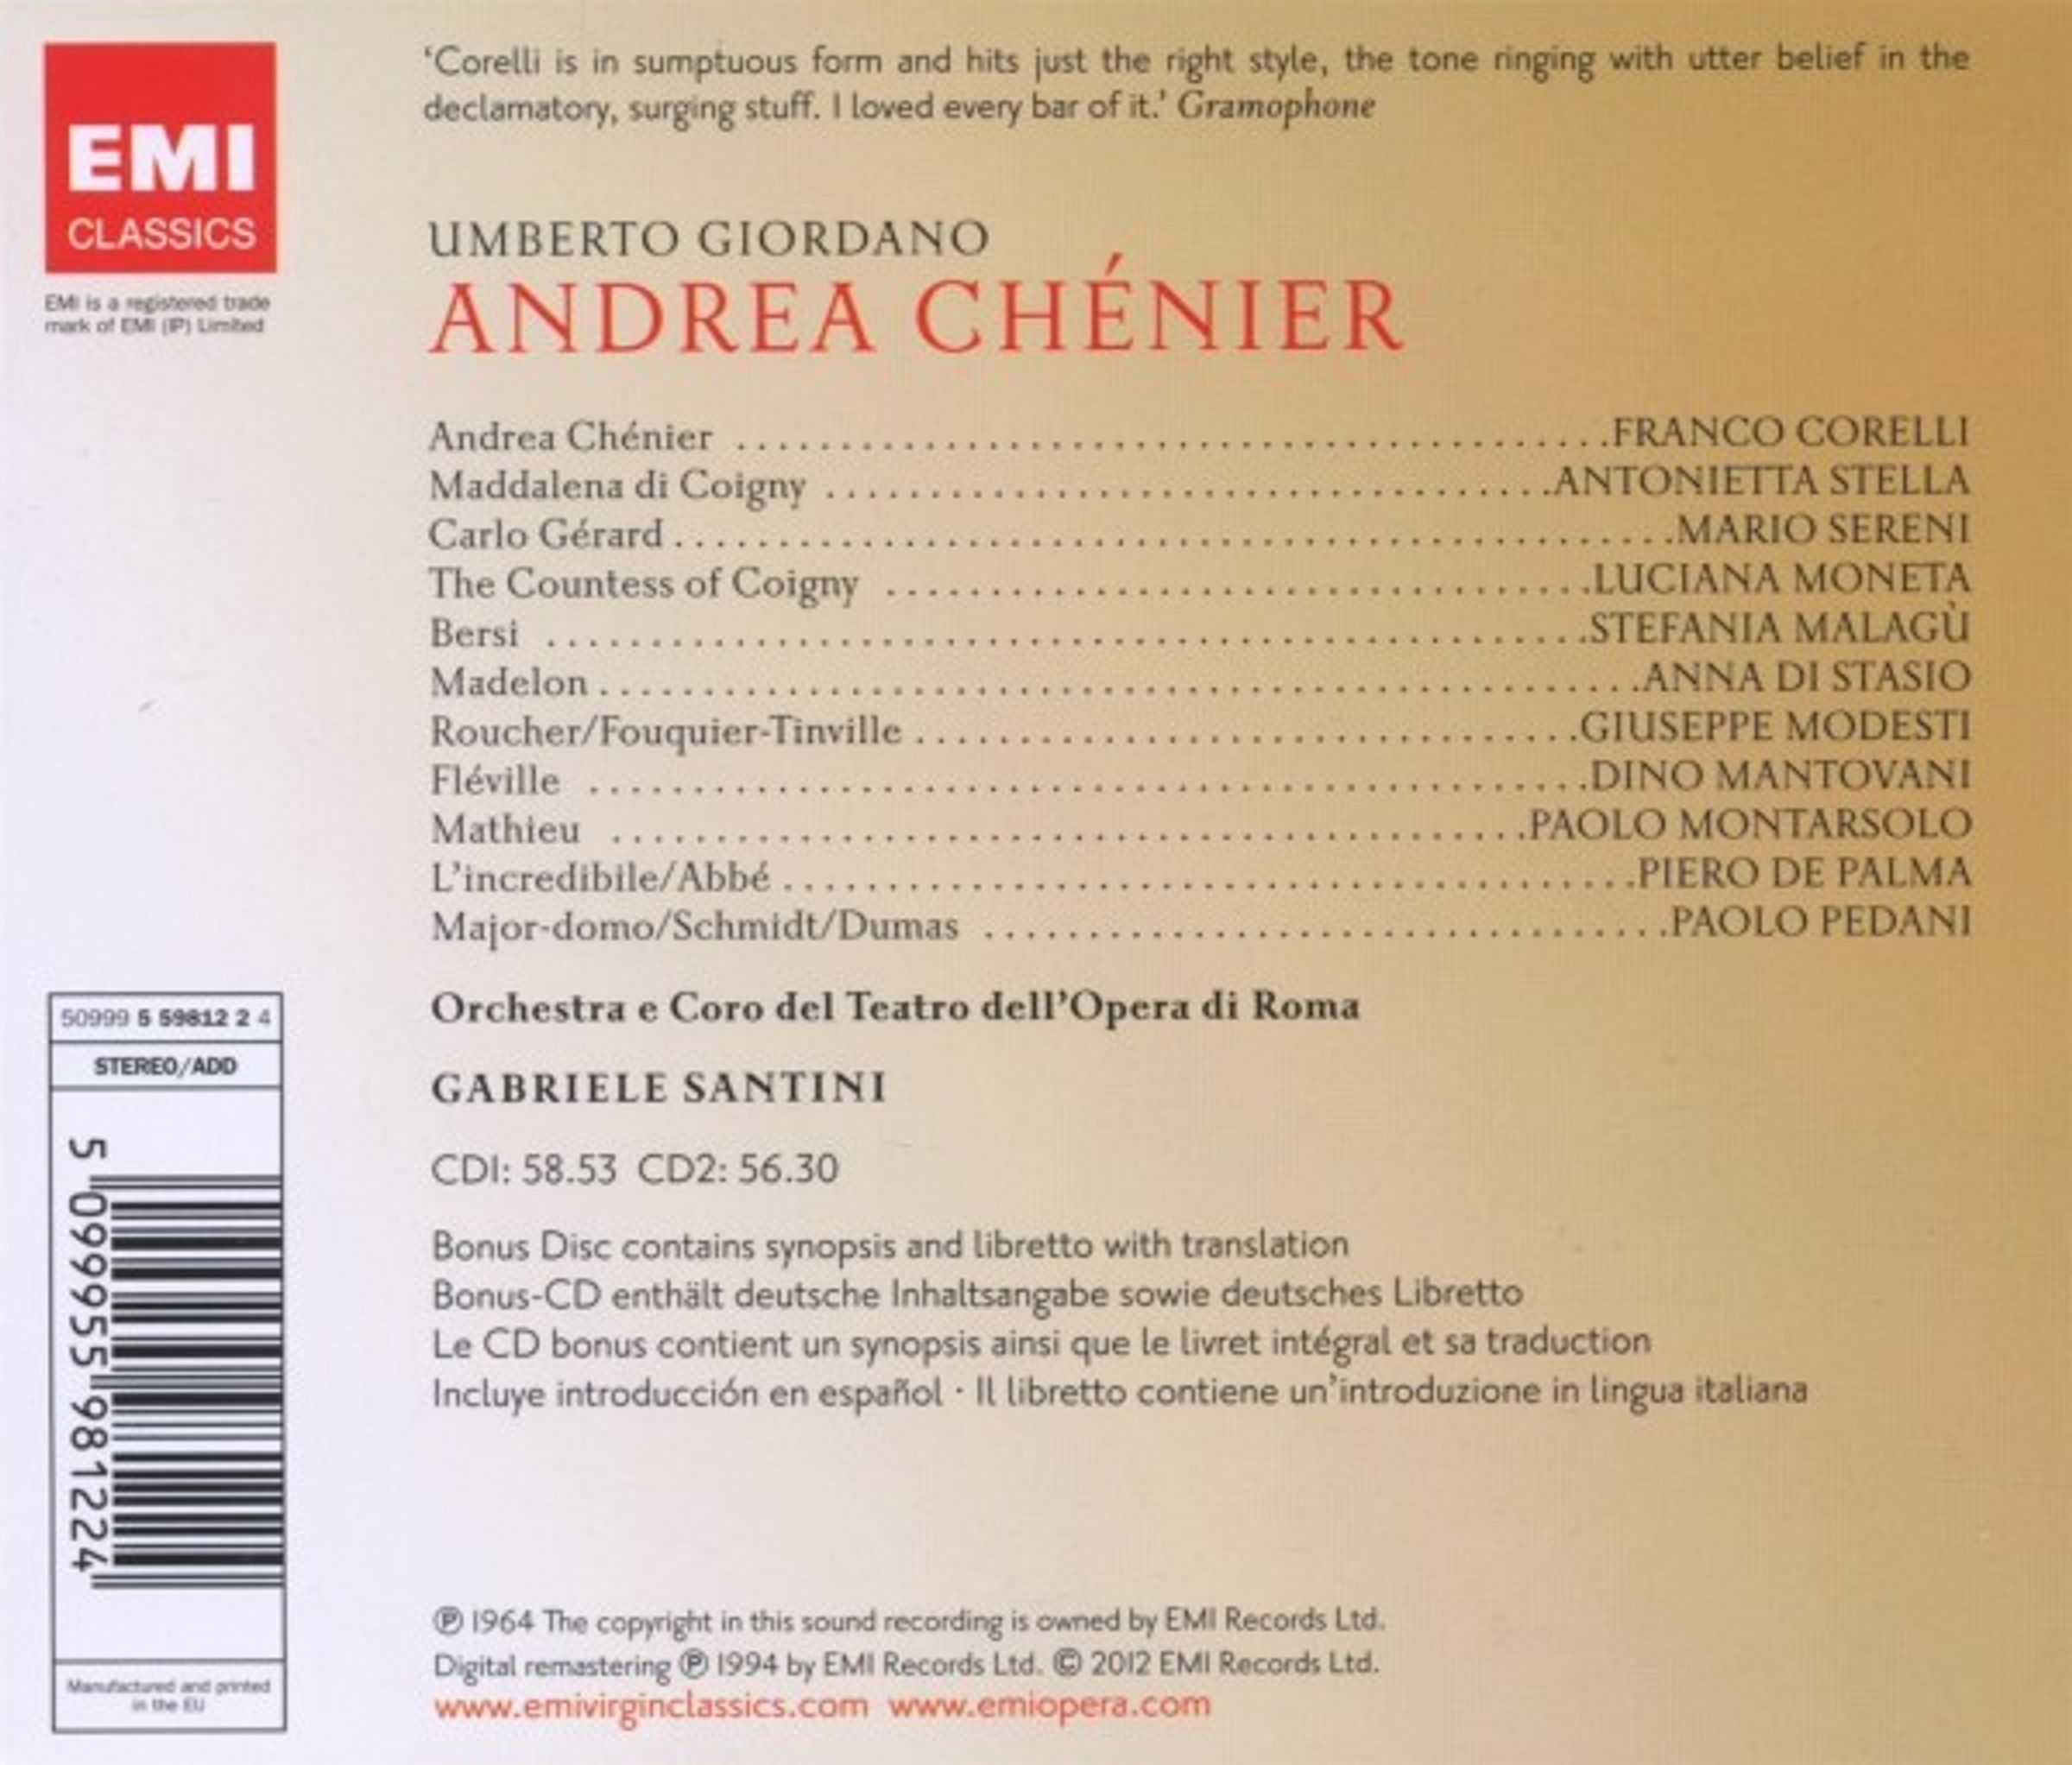 EMI
CLASSICS
EMI is a registered trade
mark of EMI (IP) Limited
‘Corelli is in sumptuous form and hits just the right style, the tone ringing with utter belief in the
declamatory, surging stuff. I loved every bar of it.’ Gramophone
UMBERTO GIORDANO
ANDREA CHÉNIER
Andrea Chénier ..........FRANCO CORELLI
Maddalena di Coigny ..........ANTONIETTA STELLA
Carlo Gérard ..........MARIO SERENI
The Countess of Coigny ..........LUCIANA MONETA
Bersi ..........STEFANIA MALAGÙ
Madelon ..........ANNA DI STASIO
Roucher/Fouquier-Tinville ..........GIUSEPPE MODESTI
Fléville ..........DINO MANTOVANI
Mathieu ..........PAOLO MONTARSOLO
L’incredibile/Abbé ..........PIERO DE PALMA
Major-domo/Schmidt/Dumas ..........PAOLO PEDANI
Orchestra e Coro del Teatro dell’Opera di Roma
GABRIELE SANTINI
CD1: 58.53 CD2: 56.30
Bonus Disc contains synopsis and libretto with translation
Bonus-CD enthält deutsche Inhaltsangabe sowie deutsches Libretto
Le CD bonus contient un synopsis ainsi que le livret intégral et sa traduction
Incluye introducción en español · Il libretto contiene un’introduzione in lingua italiana
50999 5 59812 2 4
STEREO/ADD
5 099955 981224
Manufactured and printed
in the EU
℗ 1964 The copyright in this sound recording is owned by EMI Records Ltd.
Digital remastering ℗ 1994 by EMI Records Ltd. © 2012 EMI Records Ltd.
www.emivirginclassics.com www.emiopera.com